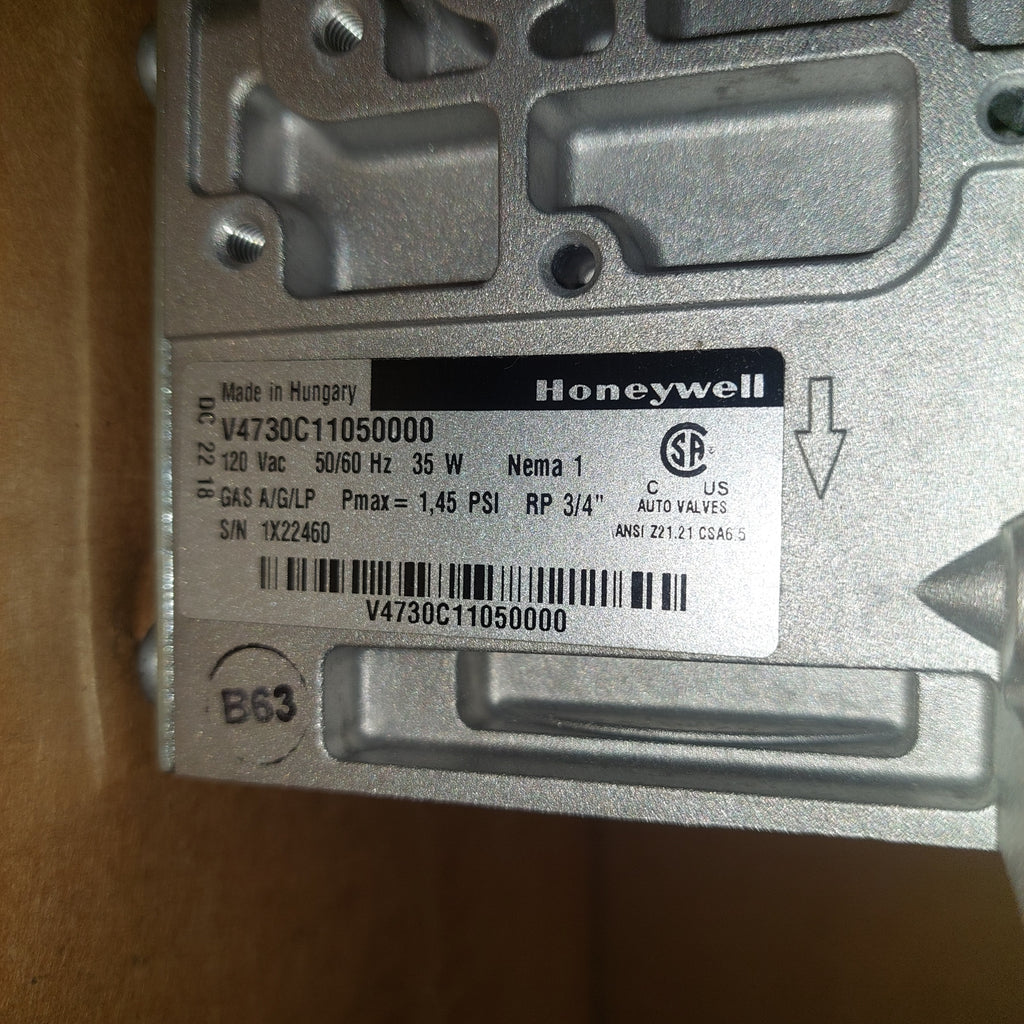 Made in Hungary
Honeywell
DC 22 18
V4730C11050000
120 Vac 50/60 Hz 35 W Nema 1
GAS A/G/LP Pmax = 1,45 PSI RP 3/4"
S/N 1X22460
SA
C US
AUTO VALVES
ANSI Z21.21 CSA6.5
V4730C11050000
B63